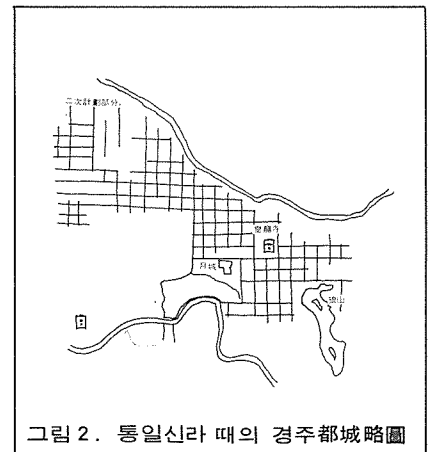 二次計劃部分
皇龍寺
月城
狼山
그림 2. 통일신라 때의 경주都城略圖